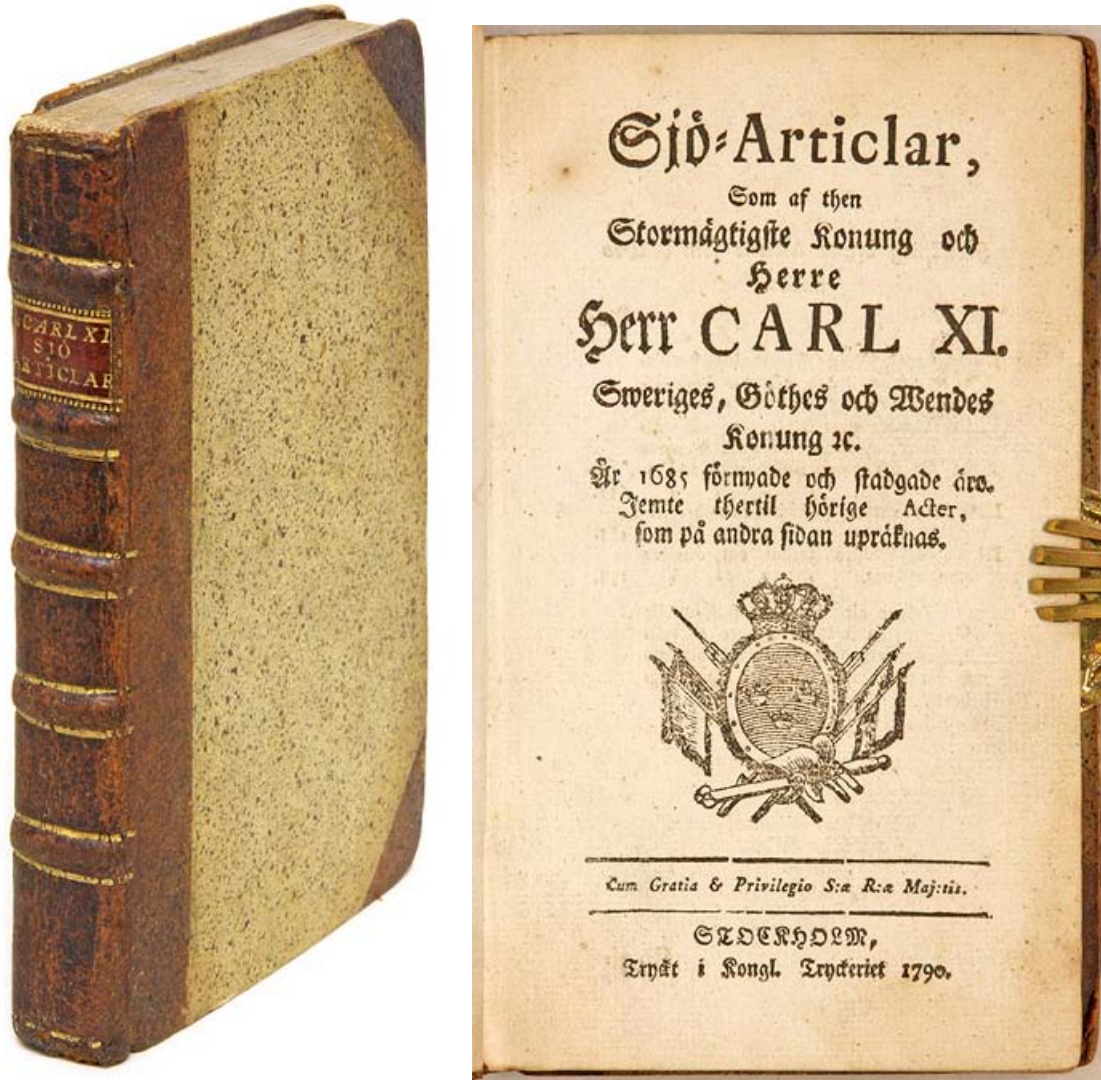 CARL XI
SJÖ
ARTICLAR
Sjö-Articlar,
Som af then
Stormägtigste Konung och
Herre
Herr CARL XI.
Sweriges, Göthes och Wendes
Konung ꝛc.
År 1685 förnyade och stadgade äro.
Jemte thertil hörige Acter,
som på andra sidan upräknas.
Cum Gratia & Privilegio S:æ R:æ Maj:tis.
STOCKHOLM,
Tryckt i Kongl. Tryckeriet 1790.